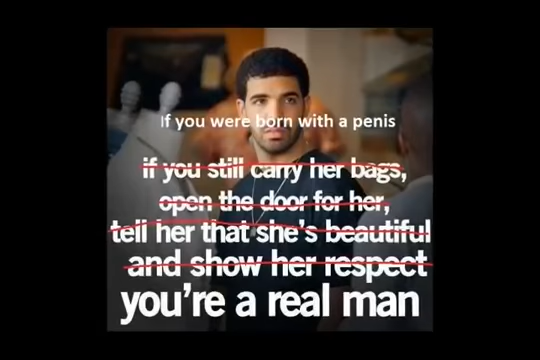 If you were born with a penis
if you still carry her bags,
open the door for her,
tell her that she's beautiful
and show her respect
you're a real man